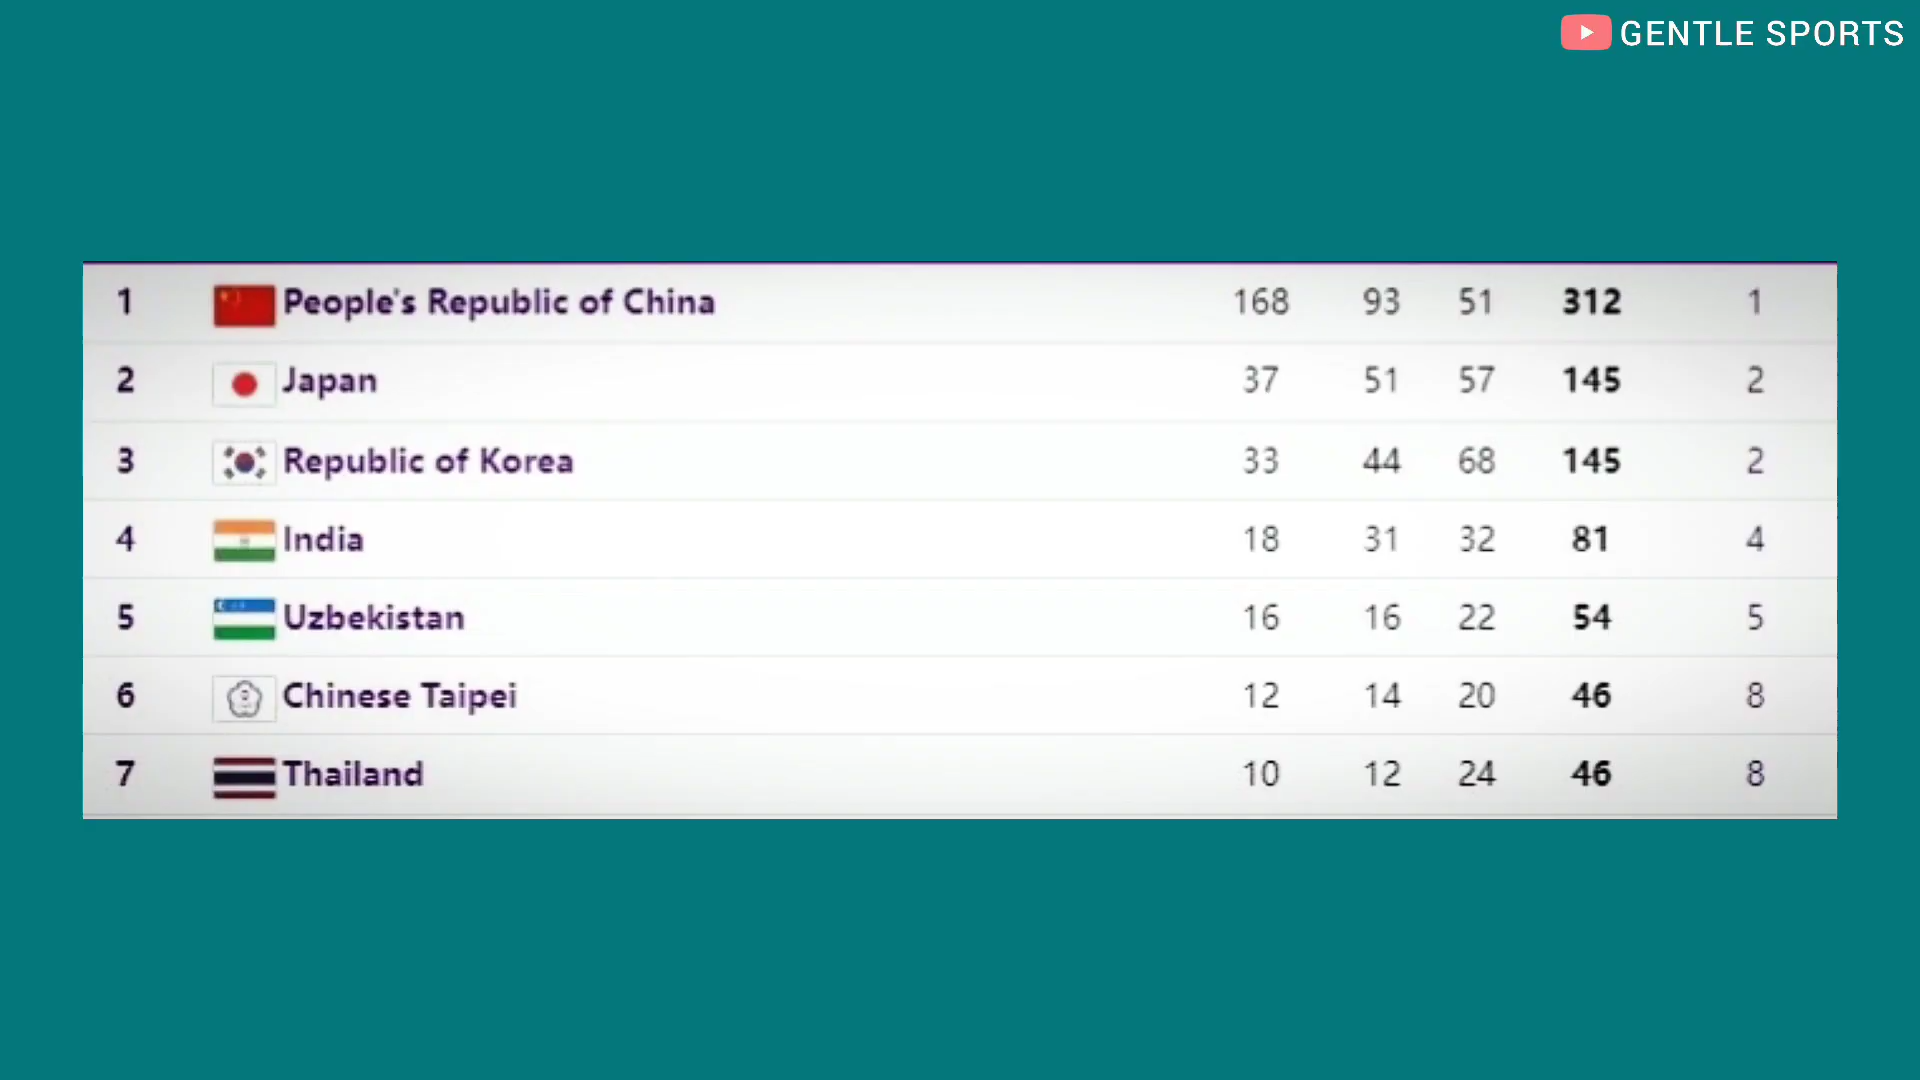 GENTLE SPORTS
1 People's Republic of China 168 93 51 312 1
2 Japan 37 51 57 145 2
3 Republic of Korea 33 44 68 145 2
4 India 18 31 32 81 4
5 Uzbekistan 16 16 22 54 5
6 Chinese Taipei 12 14 20 46 8
7 Thailand 10 12 24 46 8